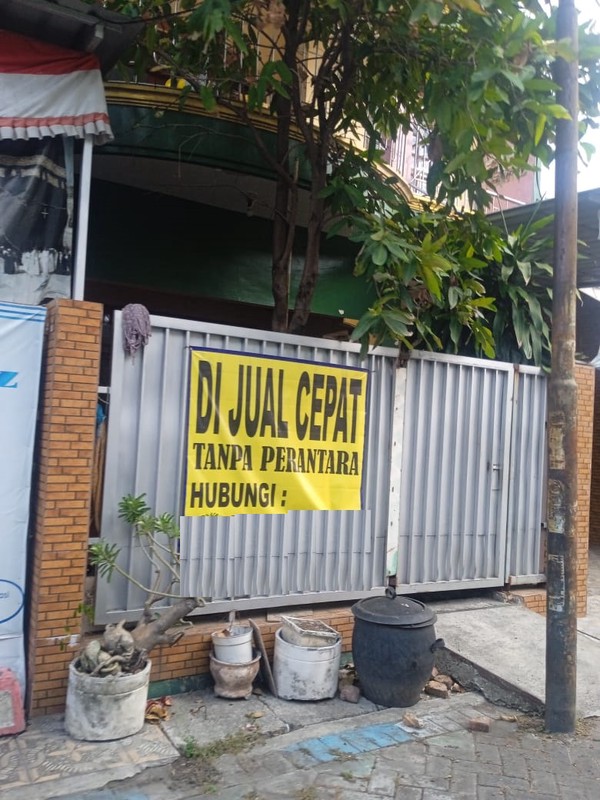 DI JUAL CEPAT
TANPA PERANTARA
HUBUNGI :